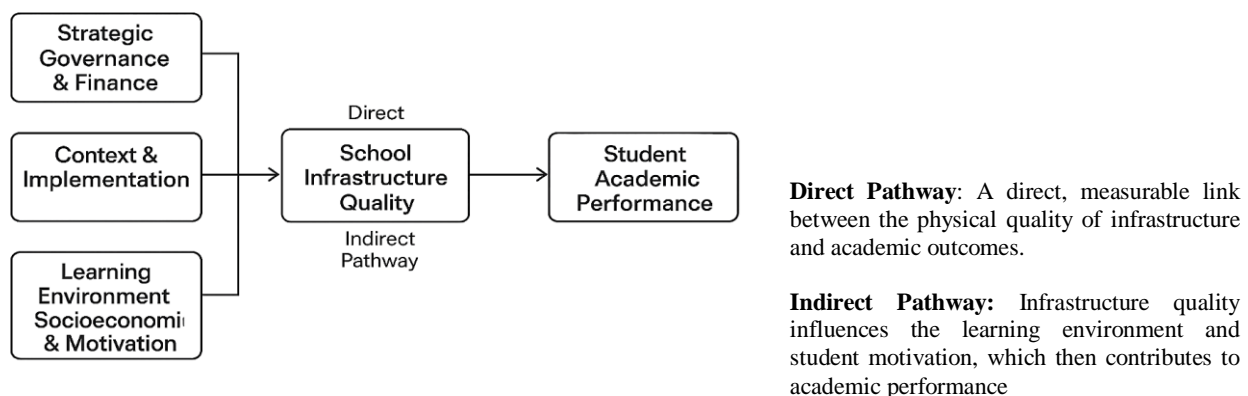 Strategic
Governance
& Finance
Context &
Implementation
Learning
Environment
Socioeconomi
& Motivation
Direct
School
Infrastructure
Quality
Indirect
Pathway
Student
Academic
Performance
Direct Pathway: A direct, measurable link
between the physical quality of infrastructure
and academic outcomes.
Indirect Pathway: Infrastructure quality
influences the learning environment and
student motivation, which then contributes to
academic performance